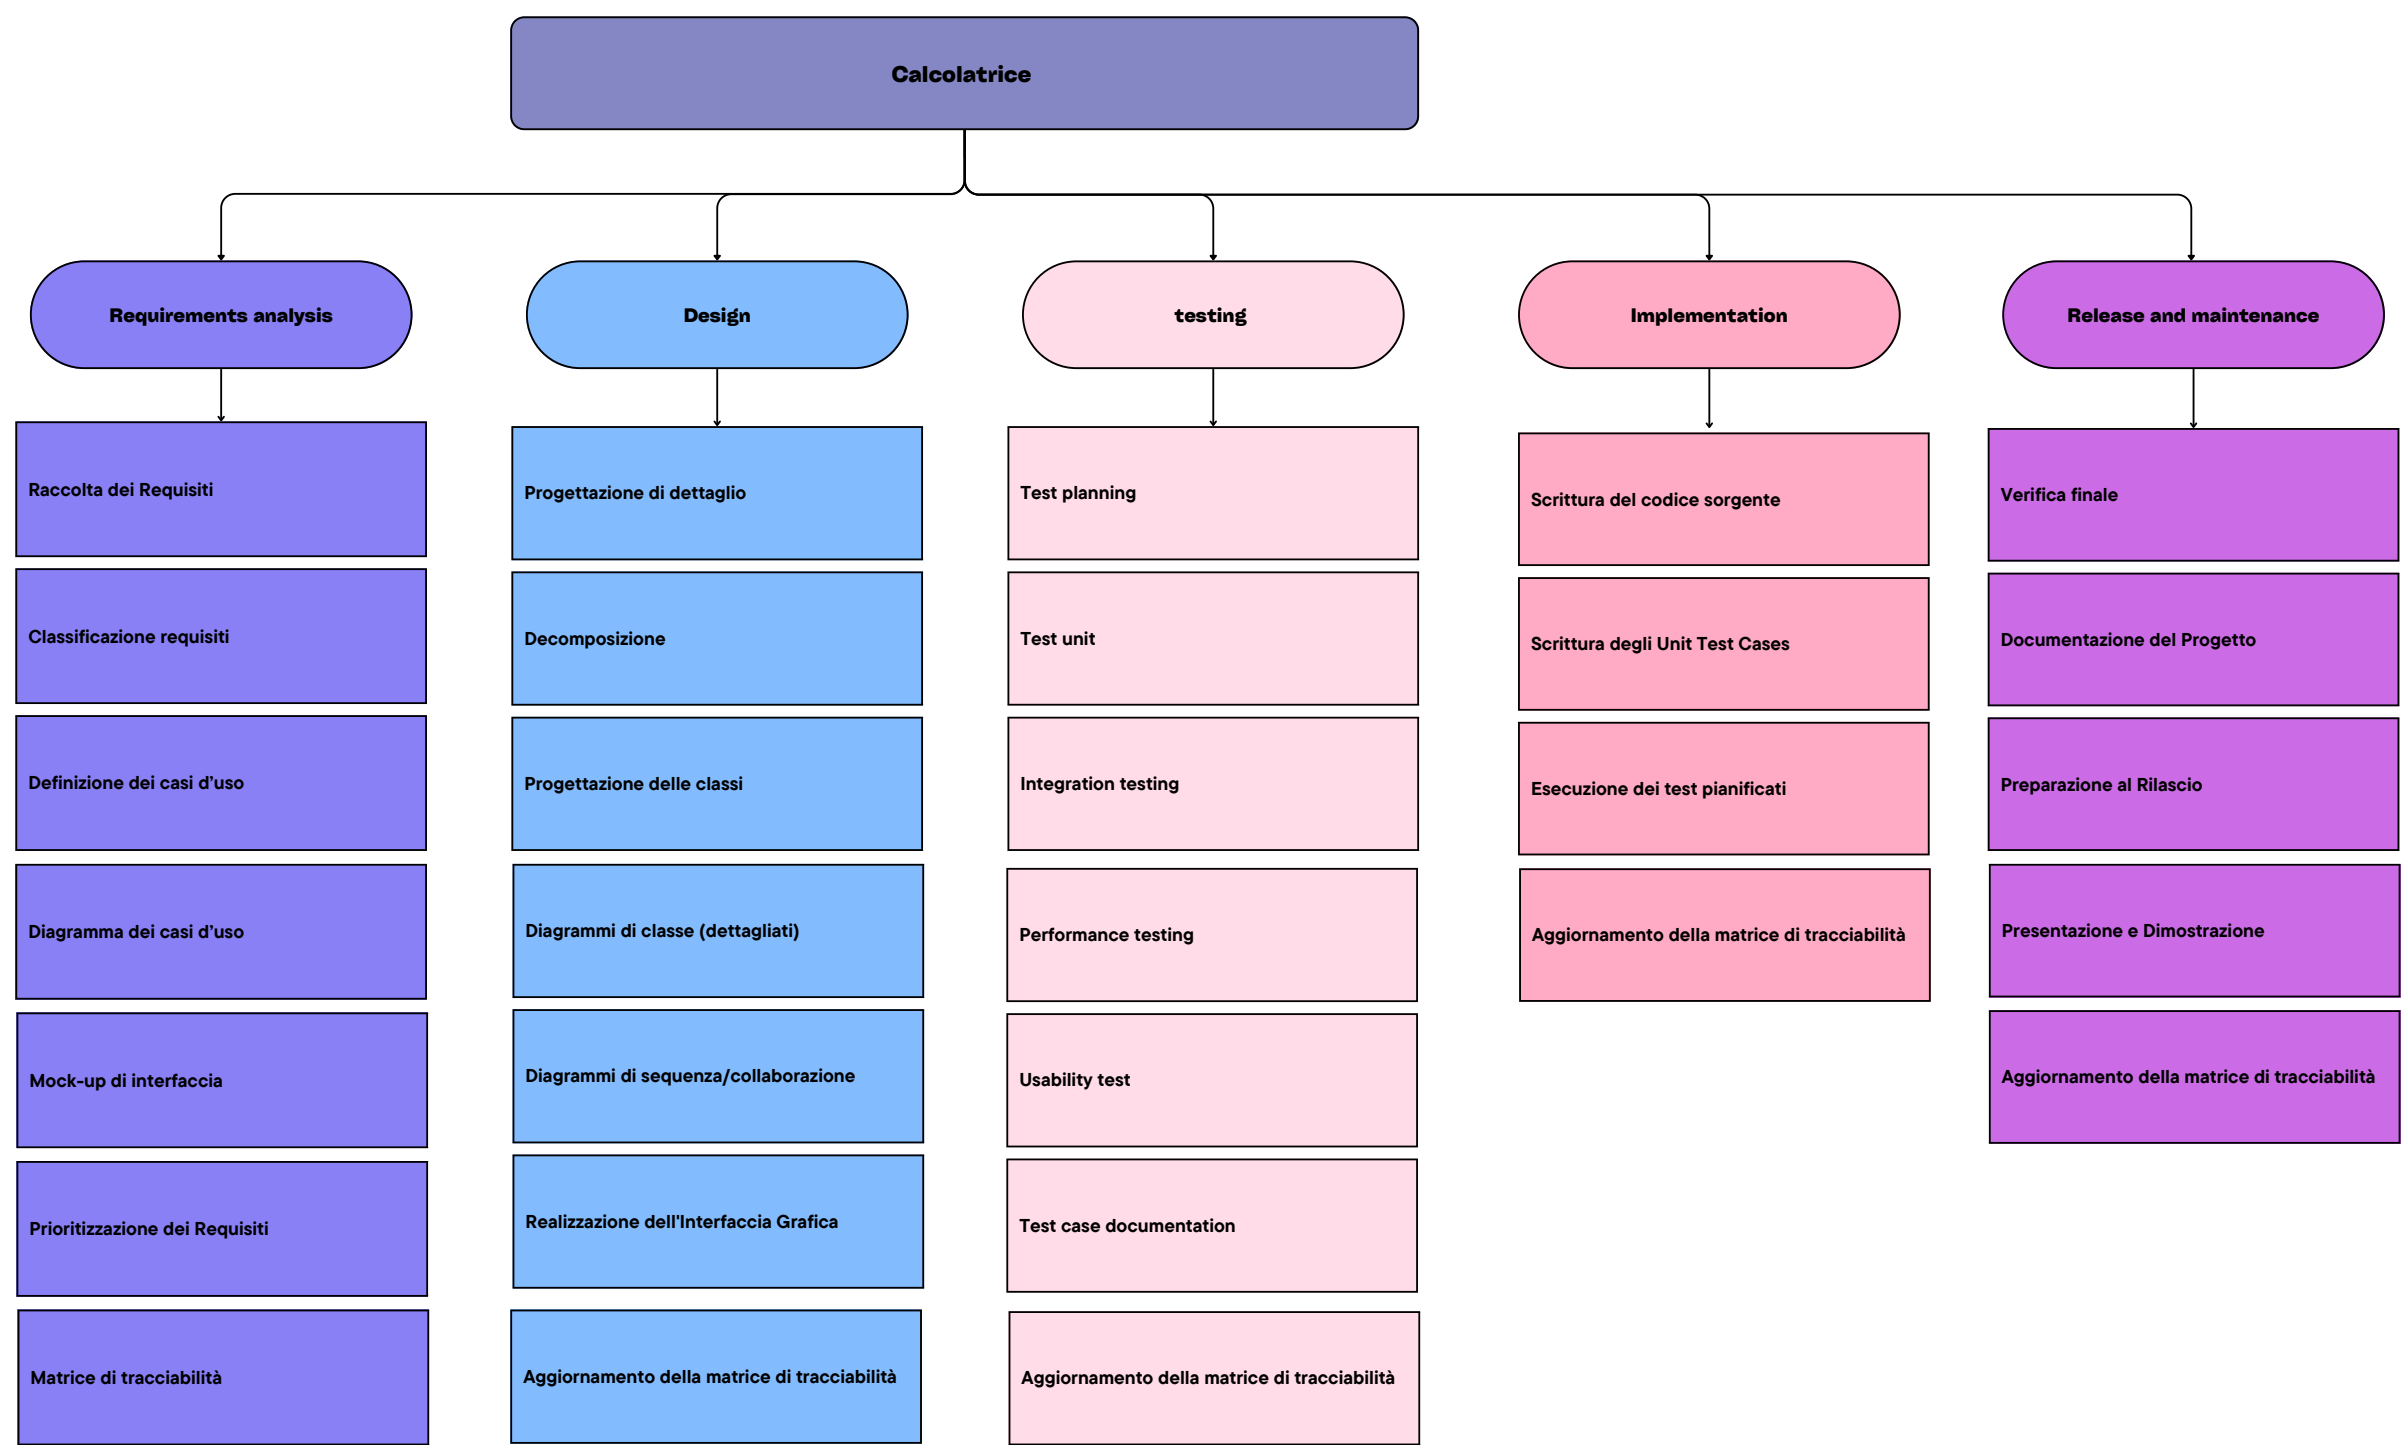 Calcolatrice
Requirements analysis
Design
testing
Implementation
Release and maintenance
Raccolta dei Requisiti
Classificazione requisiti
Definizione dei casi d’uso
Diagramma dei casi d’uso
Mock-up di interfaccia
Prioritizzazione dei Requisiti
Matrice di tracciabilità
Progettazione di dettaglio
Decomposizione
Progettazione delle classi
Diagrammi di classe (dettagliati)
Diagrammi di sequenza/collaborazione
Realizzazione dell'Interfaccia Grafica
Aggiornamento della matrice di tracciabilità
Test planning
Test unit
Integration testing
Performance testing
Usability test
Test case documentation
Aggiornamento della matrice di tracciabilità
Scrittura del codice sorgente
Scrittura degli Unit Test Cases
Esecuzione dei test pianificati
Aggiornamento della matrice di tracciabilità
Verifica finale
Documentazione del Progetto
Preparazione al Rilascio
Presentazione e Dimostrazione
Aggiornamento della matrice di tracciabilità